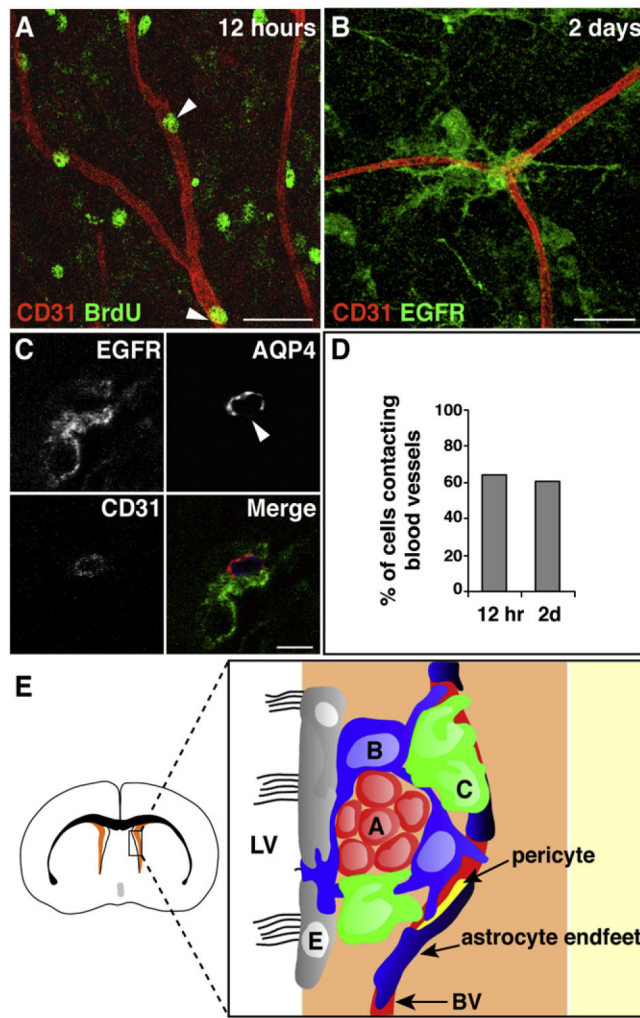 A 12 hours
CD31 BrdU
B 2 days
CD31 EGFR
C EGFR
AQP4
CD31
Merge
D
% of cells contacting
blood vessels
100
80
60
40
20
0
12 hr 2d
E
LV
B
A
C
E
pericyte
astrocyte endfeet
BV